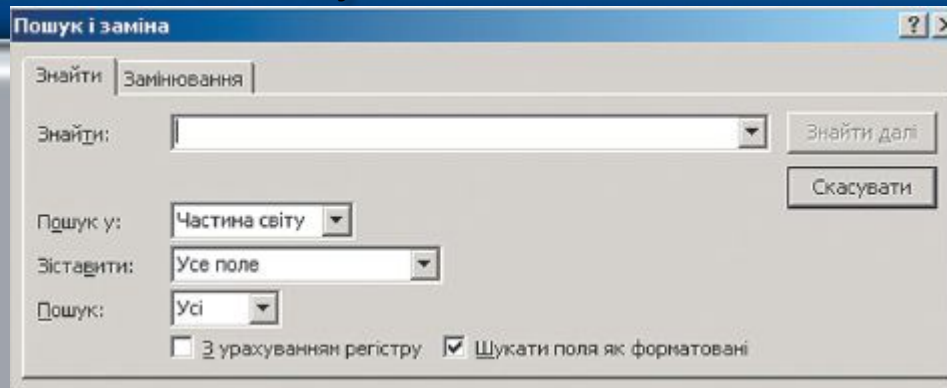 Пошук і заміна
Знайти Замінювання
Знайти: Знайти далі
Скасувати
Пошук у: Частина світу
Зіставити: Усе поле
Пошук: Усі
З урахуванням регістру Шукати поля як форматовані